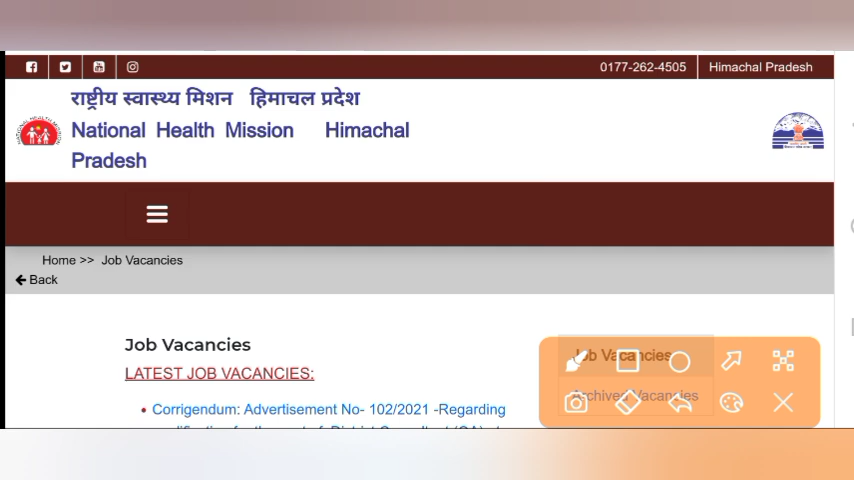 0177-262-4505 Himachal Pradesh
राष्ट्रीय स्वास्थ्य मिशन हिमाचल प्रदेश
National Health Mission Himachal
Pradesh
Home >> Job Vacancies
Back
Job Vacancies
LATEST JOB VACANCIES:
Corrigendum: Advertisement No- 102/2021 -Regarding
Job Vacancies
Archived Vacancies